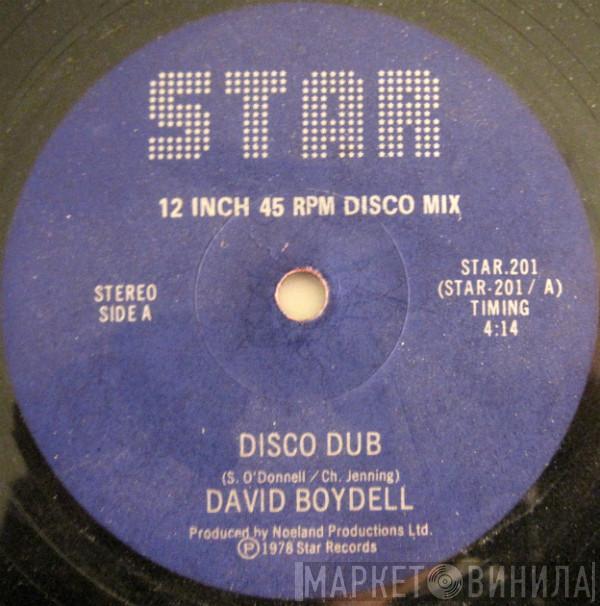 STAR
12 INCH 45 RPM DISCO MIX
STEREO
SIDE A
STAR.201
(STAR-201/A)
TIMING
4:14
DISCO DUB
(S. O'Donnell / Ch. Jenning)
DAVID BOYDELL
Produced by Noeland Productions Ltd.
Ⓟ 1978 Star Records
МАРКЕТ ВИНИЛА